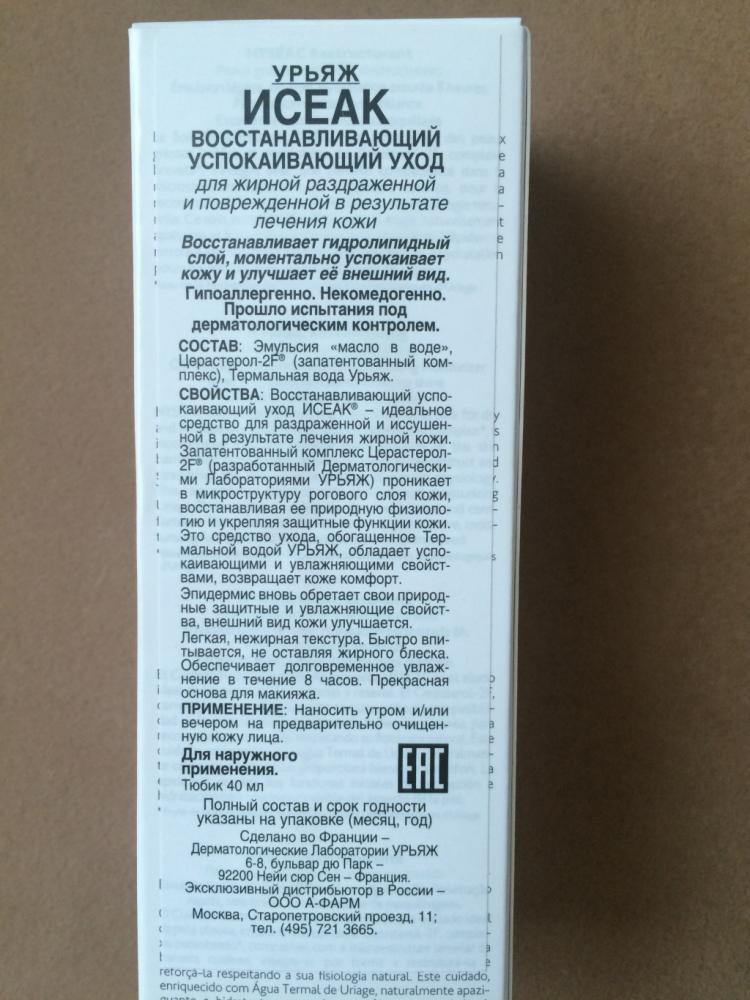 УРЬЯЖ
ИСЕАК
ВОССТАНАВЛИВАЮЩИЙ
УСПОКАИВАЮЩИЙ УХОД
для жирной раздраженной
и поврежденной в результате
лечения кожи
Восстанавливает гидролипидный
слой, моментально успокаивает
кожу и улучшает её внешний вид.
Гипоаллергенно. Некомедогенно.
Прошло испытания под
дерматологическим контролем.
СОСТАВ: Эмульсия «масло в воде»,
Церастерол-2F® (запатентованный ком-
плекс), Термальная вода Урьяж.
СВОЙСТВА: Восстанавливающий успо-
каивающий уход ИСЕАК® – идеальное
средство для раздраженной и иссушен-
ной в результате лечения жирной кожи.
Запатентованный комплекс Церастерол-
2F® (разработанный Дерматологически-
ми Лабораториями УРЬЯЖ) проникает
в микроструктуру рогового слоя кожи,
восстанавливая ее природную физиоло-
гию и укрепляя защитные функции кожи.
Это средство ухода, обогащенное Тер-
мальной водой УРЬЯЖ, обладает успо-
каивающими и увлажняющими свойст-
вами, возвращает коже комфорт.
Эпидермис вновь обретает свои природ-
ные защитные и увлажняющие свойст-
ва, внешний вид кожи улучшается.
Легкая, нежирная текстура. Быстро впи-
тывается, не оставляя жирного блеска.
Обеспечивает долговременное увлаж-
нение в течение 8 часов. Прекрасная
основа для макияжа.
ПРИМЕНЕНИЕ: Наносить утром и/или
вечером на предварительно очищен-
ную кожу лица.
Для наружного
применения.
EAC
Тюбик 40 мл
Полный состав и срок годности
указаны на упаковке (месяц, год)
Сделано во Франции –
Дерматологические Лаборатории УРЬЯЖ
6-8, бульвар дю Парк –
92200 Нейи сюр Сен – Франция.
Эксклюзивный дистрибьютор в России –
ООО А-ФАРМ
Москва, Старопетровский проезд, 11;
тел. (495) 721 3665.
reforçá-la respeitando a sua fisiologia natural. Este cuidado,
enriquecido com Água Termal de Uriage, naturalmente apazi-